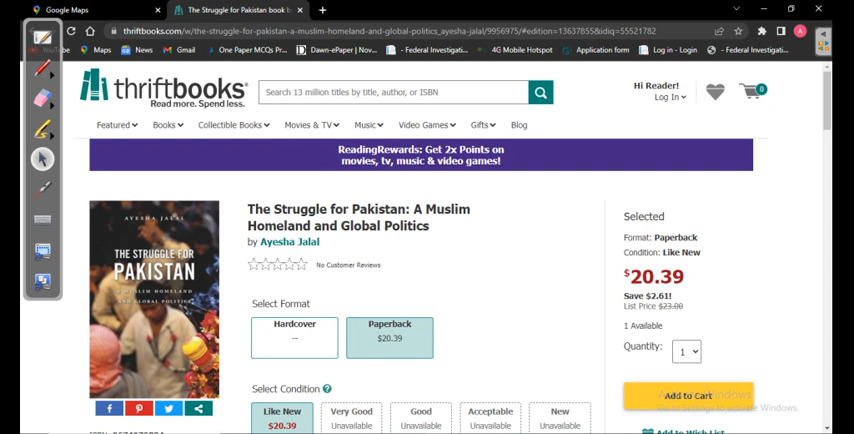 Google Maps
The Struggle for Pakistan book b
thriftbooks.com/w/the-struggle-for-pakistan-a-muslim-homeland-and-global-politics_ayesha-jalal/9956975/#edition=13637855&idiq=55521782
YouTube Maps News Gmail One Paper MCQs Pr... Dawn-ePaper | Nov... - Federal Investigati... 4G Mobile Hotspot Application form Log in - Login - Federal Investigati...
thriftbooks
Read more. Spend less.
Search 13 million titles by title, author, or ISBN
Hi Reader!
Log In
0
Featured Books Collectible Books Movies & TV Music Video Games Gifts Blog
ReadingRewards: Get 2x Points on
movies, tv, music & video games!
AYESHA JALAL
THE STRUGGLE FOR
PAKISTAN
A MUSLIM HOMELAND
AND GLOBAL POLITICS
The Struggle for Pakistan: A Muslim
Homeland and Global Politics
by Ayesha Jalal
No Customer Reviews
Select Format
Hardcover
--
Paperback
$20.39
Select Condition
Like New
$20.39
Very Good
Unavailable
Good
Unavailable
Acceptable
Unavailable
New
Unavailable
Selected
Format: Paperback
Condition: Like New
$20.39
Save $2.61!
List Price $23.00
1 Available
Quantity: 1
Add to Cart
Add to Wish List
Activate Windows
Go to Settings to activate Windows.